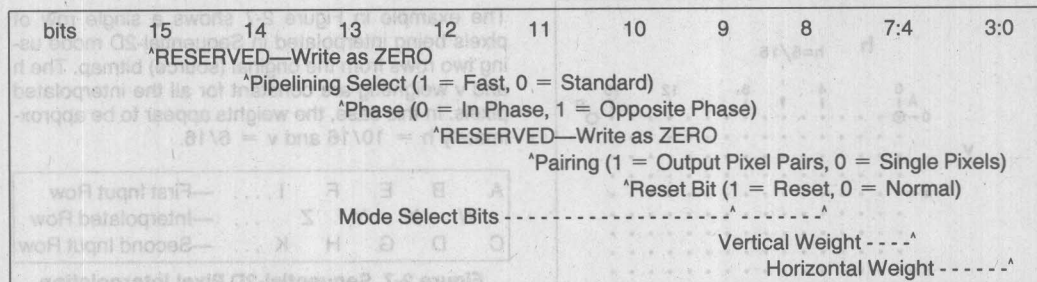 bits 15 14 13 12 11 10 9 8 7:4 3:0
^RESERVED—Write as ZERO
^Pipelining Select (1 = Fast, 0 = Standard)
^Phase (0 = In Phase, 1 = Opposite Phase)
^RESERVED—Write as ZERO
^Pairing (1 = Output Pixel Pairs, 0 = Single Pixels)
^Reset Bit (1 = Reset, 0 = Normal)
Mode Select Bits - - - - - - - - - - - - - - - - -^- - - - - - -^
Vertical Weight - - - -^
Horizontal Weight - - - - - -^